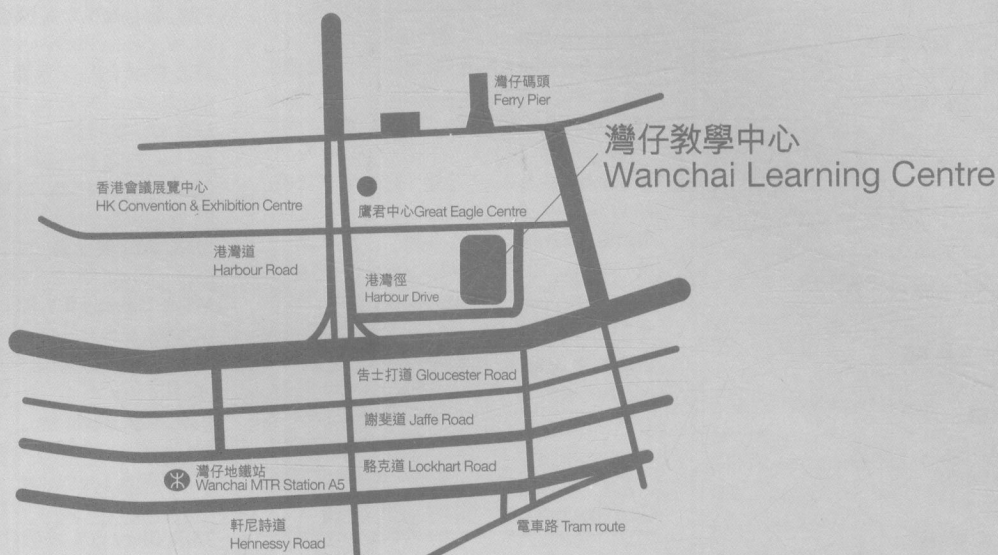 灣仔碼頭
Ferry Pier
灣仔教學中心
Wanchai Learning Centre
香港會議展覽中心
HK Convention & Exhibition Centre
鷹君中心Great Eagle Centre
港灣道
Harbour Road
港灣徑
Harbour Drive
告士打道 Gloucester Road
謝斐道 Jaffe Road
駱克道 Lockhart Road
灣仔地鐵站
Wanchai MTR Station A5
軒尼詩道
Hennessy Road
電車路 Tram route